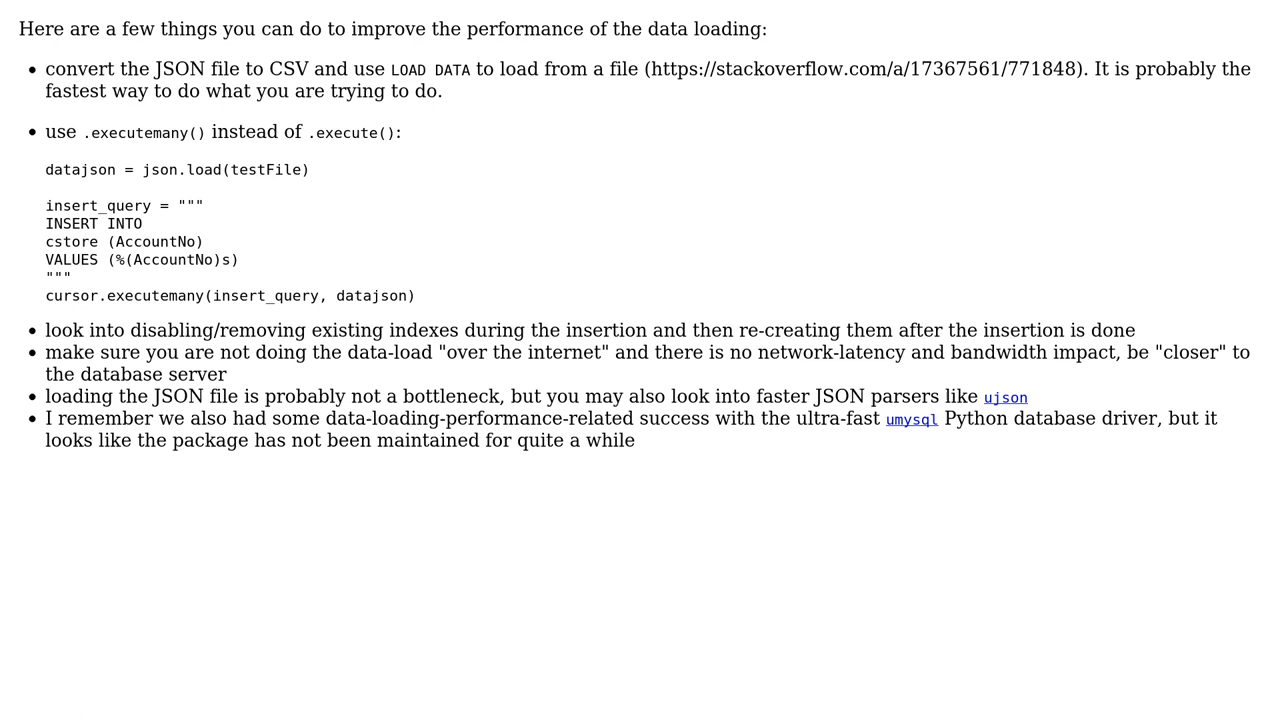 Here are a few things you can do to improve the performance of the data loading:
convert the JSON file to CSV and use LOAD DATA to load from a file (https://stackoverflow.com/a/17367561/771848). It is probably the
fastest way to do what you are trying to do.
use .executemany() instead of .execute():
datajson = json.load(testFile)
insert_query = """
INSERT INTO
cstore (AccountNo)
VALUES (%(AccountNo)s)
"""
cursor.executemany(insert_query, datajson)
look into disabling/removing existing indexes during the insertion and then re-creating them after the insertion is done
make sure you are not doing the data-load "over the internet" and there is no network-latency and bandwidth impact, be "closer" to
the database server
loading the JSON file is probably not a bottleneck, but you may also look into faster JSON parsers like ujson
I remember we also had some data-loading-performance-related success with the ultra-fast umysql Python database driver, but it
looks like the package has not been maintained for quite a while